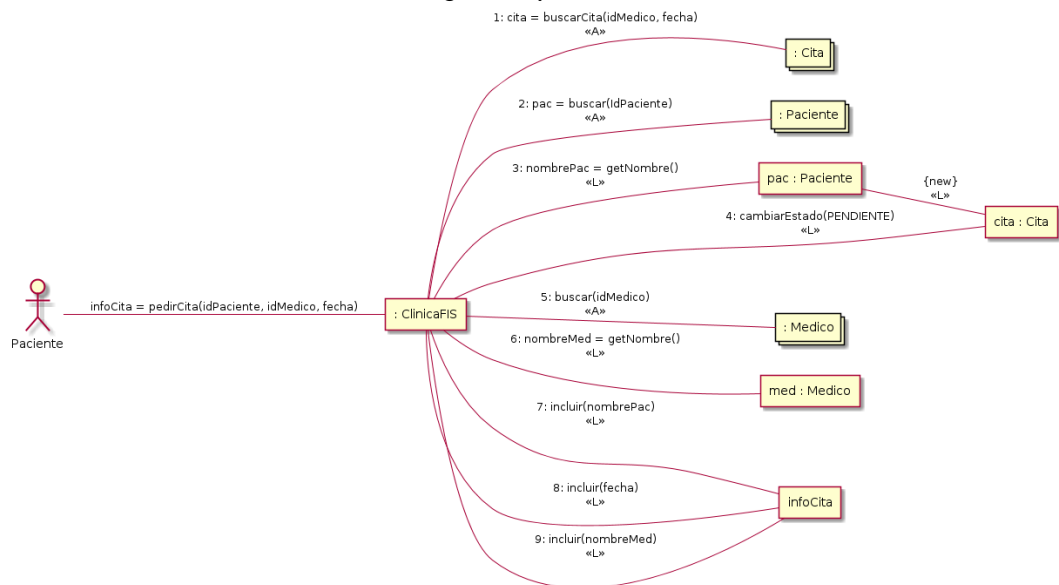 1: cita = buscarCita(idMedico, fecha)
«A»
: Cita
2: pac = buscar(IdPaciente)
«A»
: Paciente
3: nombrePac = getNombre()
«L»
pac : Paciente
{new}
«L»
4: cambiarEstado(PENDIENTE)
«L»
cita : Cita
infoCita = pedirCita(idPaciente, idMedico, fecha)
Paciente
: ClinicaFIS
5: buscar(idMedico)
«A»
: Medico
6: nombreMed = getNombre()
«L»
med : Medico
7: incluir(nombrePac)
«L»
8: incluir(fecha)
«L»
infoCita
9: incluir(nombreMed)
«L»